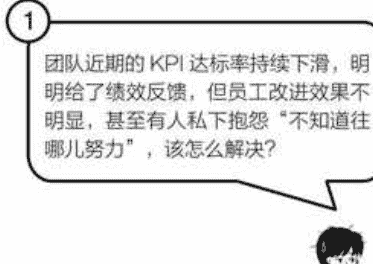 1
团队近期的 KPI 达标率持续下滑，明
明给了绩效反馈，但员工改进效果不
明显，甚至有人私下抱怨“不知道往
哪儿努力”，该怎么解决？